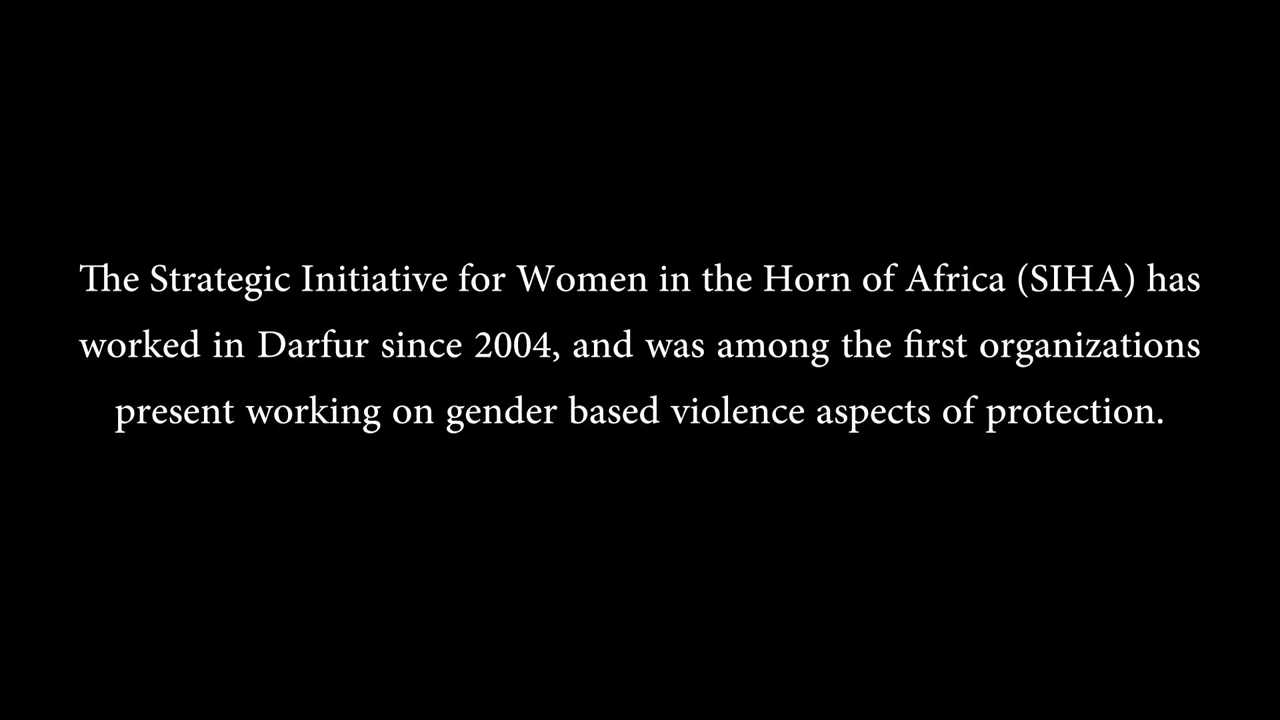 The Strategic Initiative for Women in the Horn of Africa (SIHA) has
worked in Darfur since 2004, and was among the first organizations
present working on gender based violence aspects of protection.